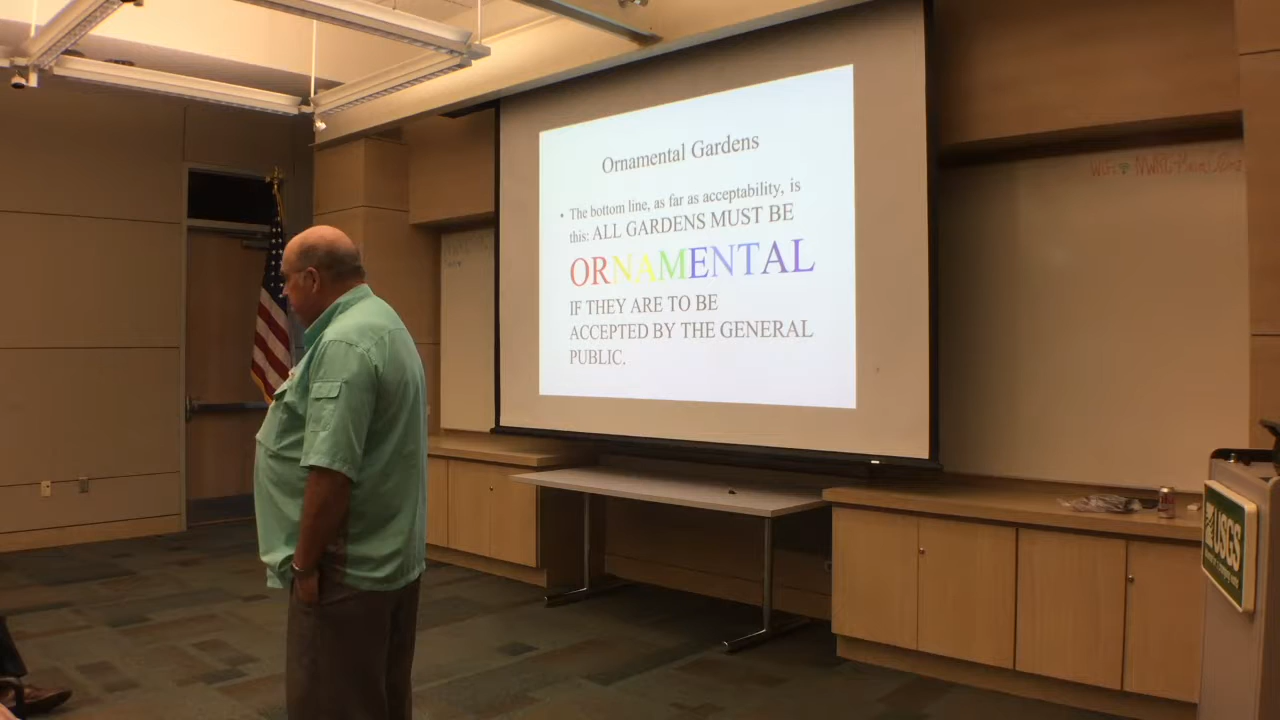 Ornamental Gardens
• The bottom line, as far as acceptability, is
this: ALL GARDENS MUST BE
ORNAMENTAL
IF THEY ARE TO BE
ACCEPTED BY THE GENERAL
PUBLIC.
USGS